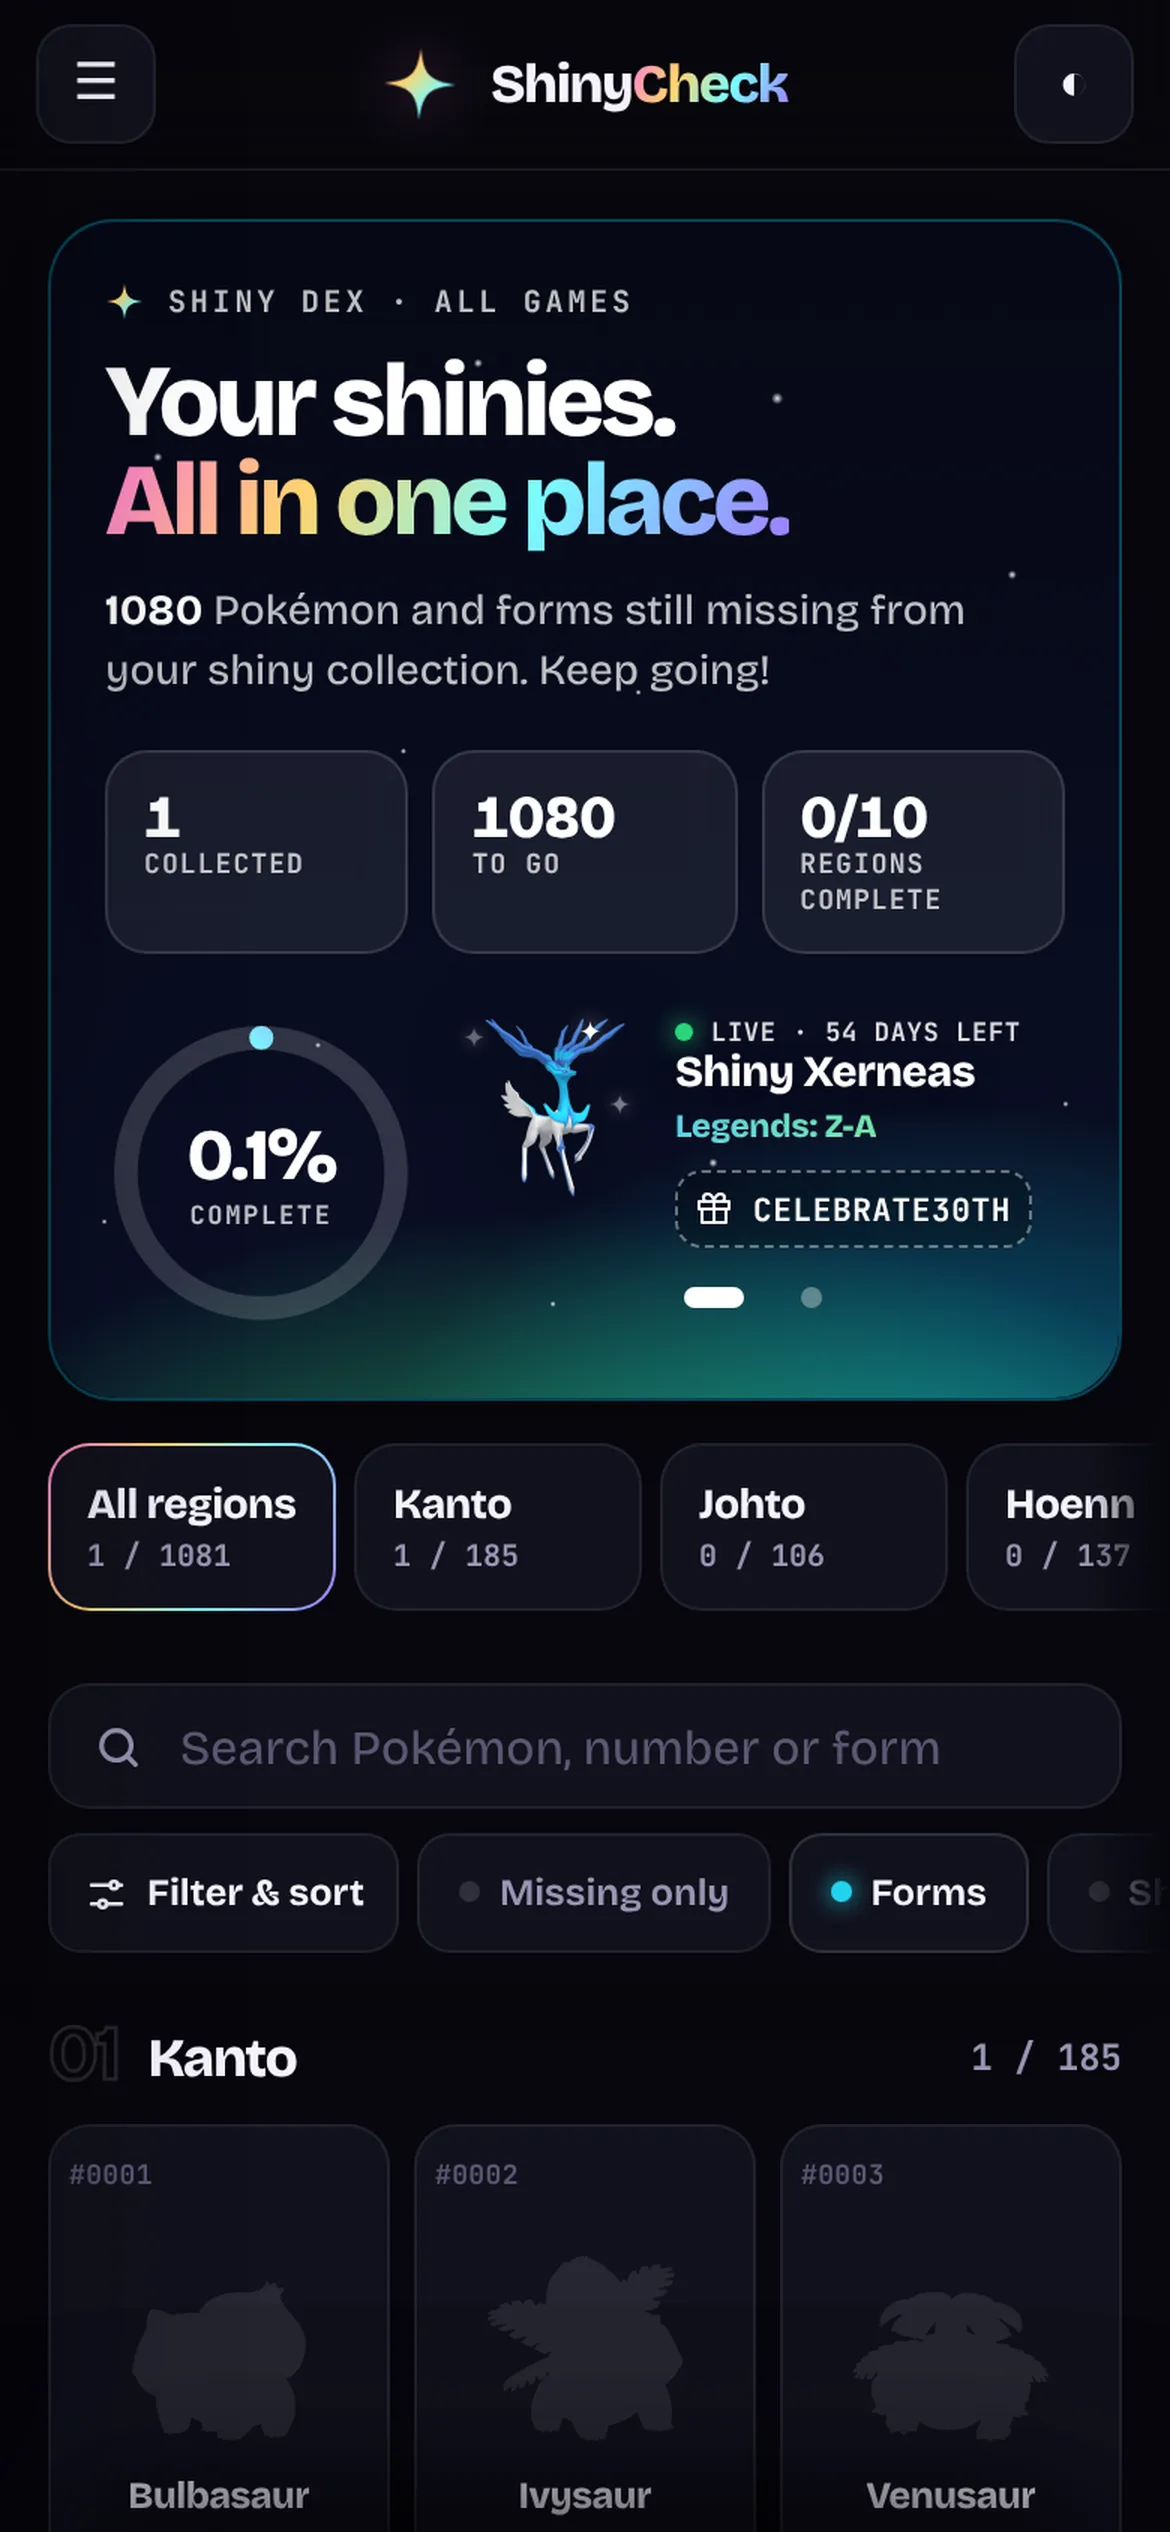 ShinyCheck
SHINY DEX · ALL GAMES
Your shinies.
All in one place.
1080 Pokémon and forms still missing from
your shiny collection. Keep going!
1
COLLECTED
1080
TO GO
0/10
REGIONS
COMPLETE
0.1%
COMPLETE
LIVE · 54 DAYS LEFT
Shiny Xerneas
Legends: Z-A
CELEBRATE30TH
All regions
1 / 1081
Kanto
1 / 185
Johto
0 / 106
Hoenn
0 / 137
Search Pokémon, number or form
Filter & sort
Missing only
Forms
01 Kanto
1 / 185
#0001
#0002
#0003
Bulbasaur
Ivysaur
Venusaur